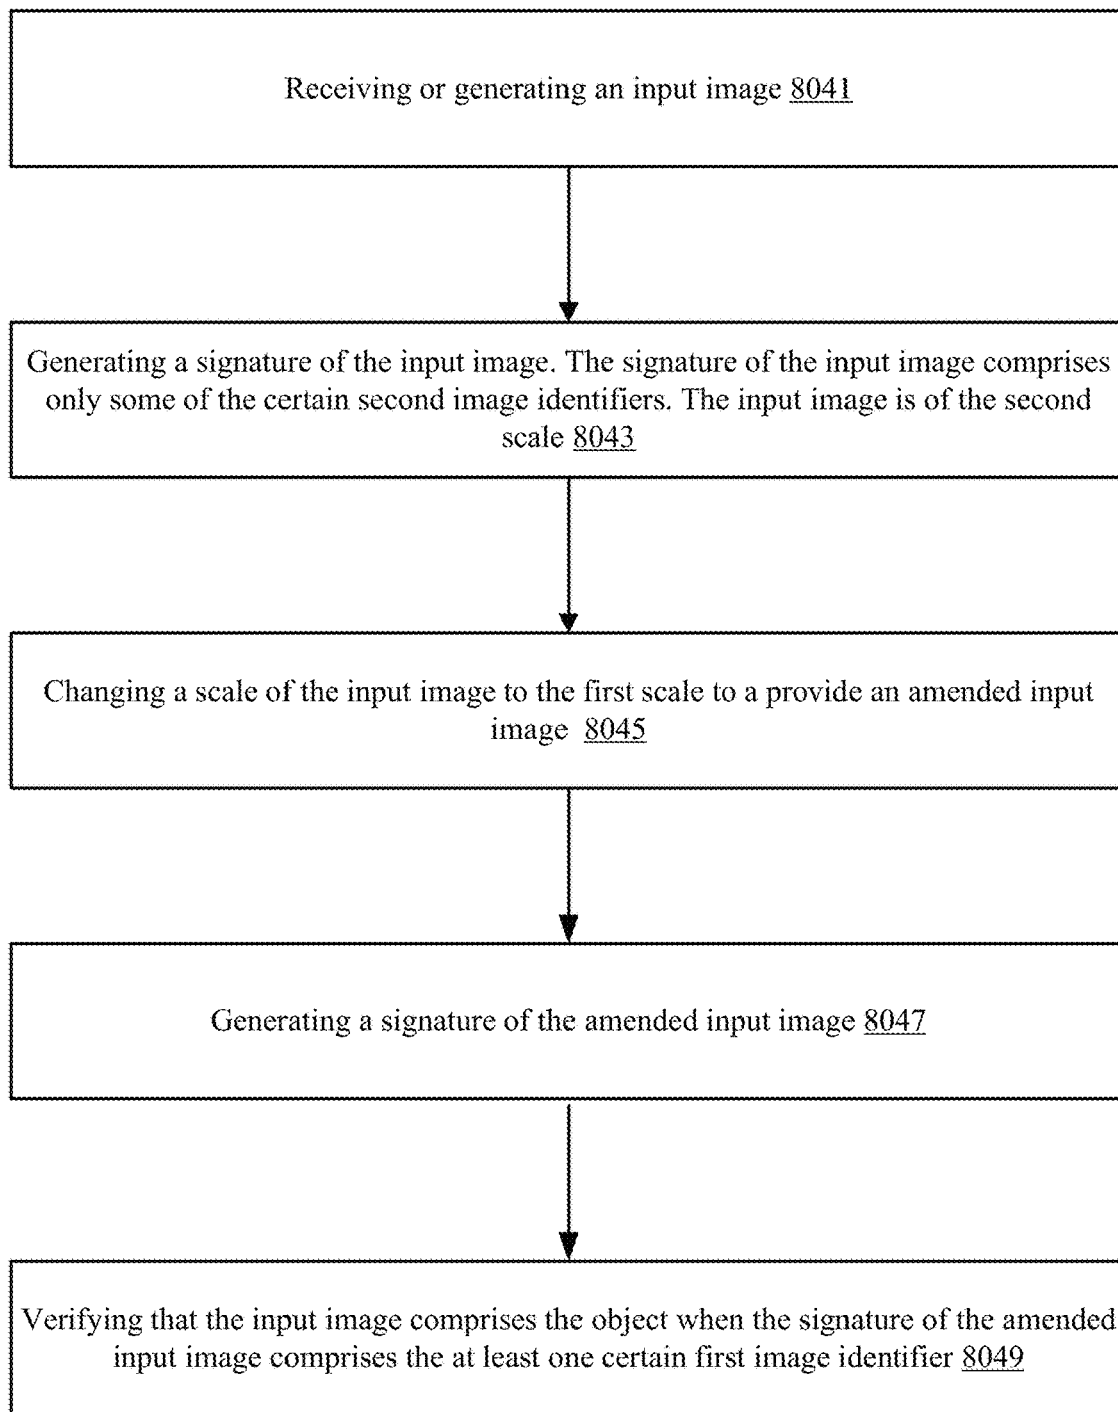 Receiving or generating an input image 8041
Generating a signature of the input image. The signature of the input image comprises
only some of the certain second image identifiers. The input image is of the second
scale 8043
Changing a scale of the input image to the first scale to a provide an amended input
image 8045
Generating a signature of the amended input image 8047
Verifying that the input image comprises the object when the signature of the amended
input image comprises the at least one certain first image identifier 8049